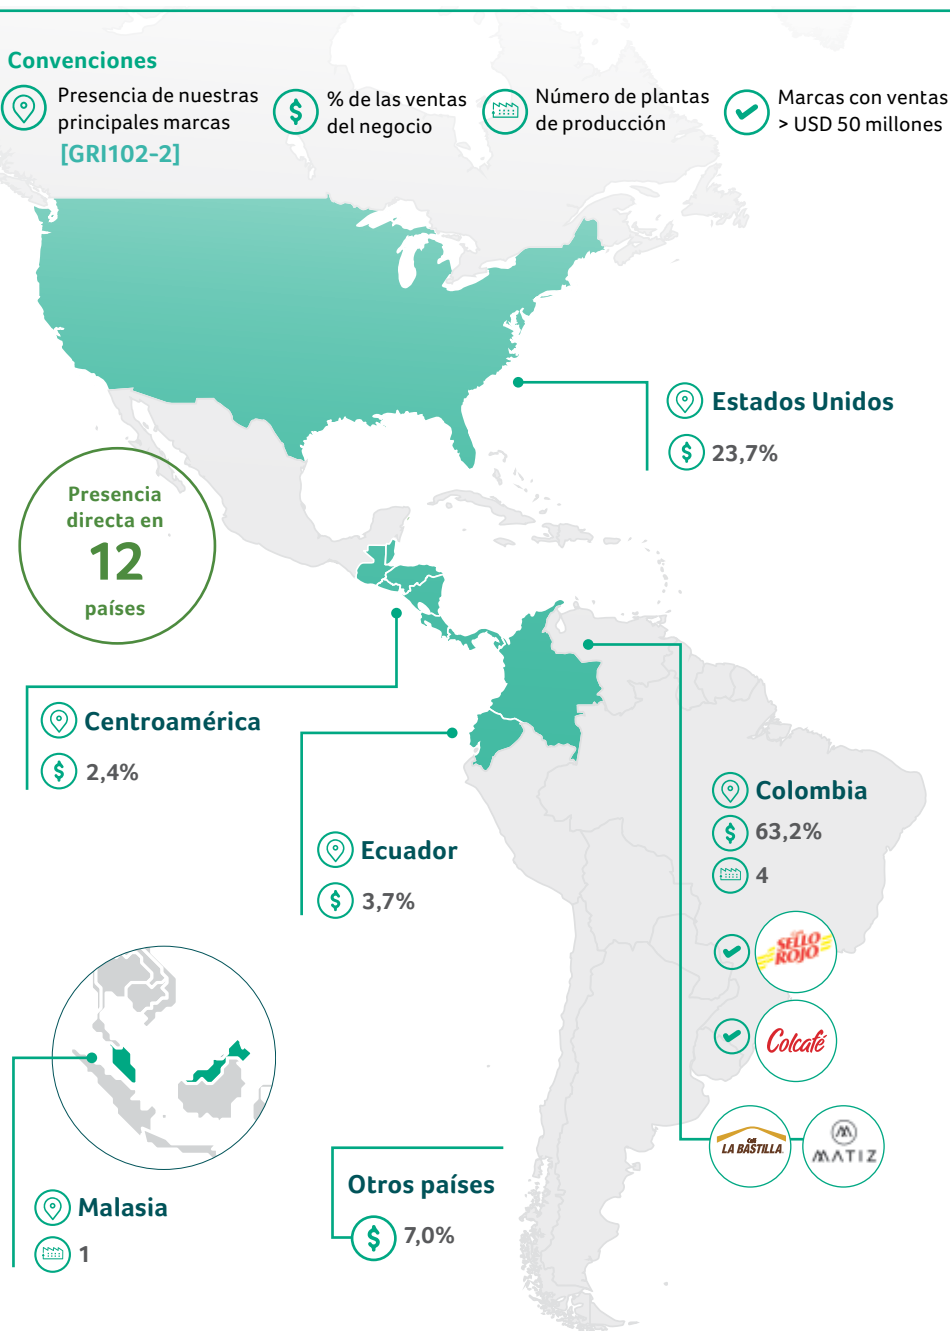 Convenciones
Presencia de nuestras
principales marcas
[GRI102-2]
% de las ventas
del negocio
Número de plantas
de producción
Marcas con ventas
> USD 50 millones
Estados Unidos
23,7%
Presencia
directa en
12
países
Centroamérica
2,4%
Ecuador
3,7%
Colombia
63,2%
4
SELLO
ROJO
Colcafé
Café
LA BASTILLA
MATIZ
Malasia
1
Otros países
7,0%